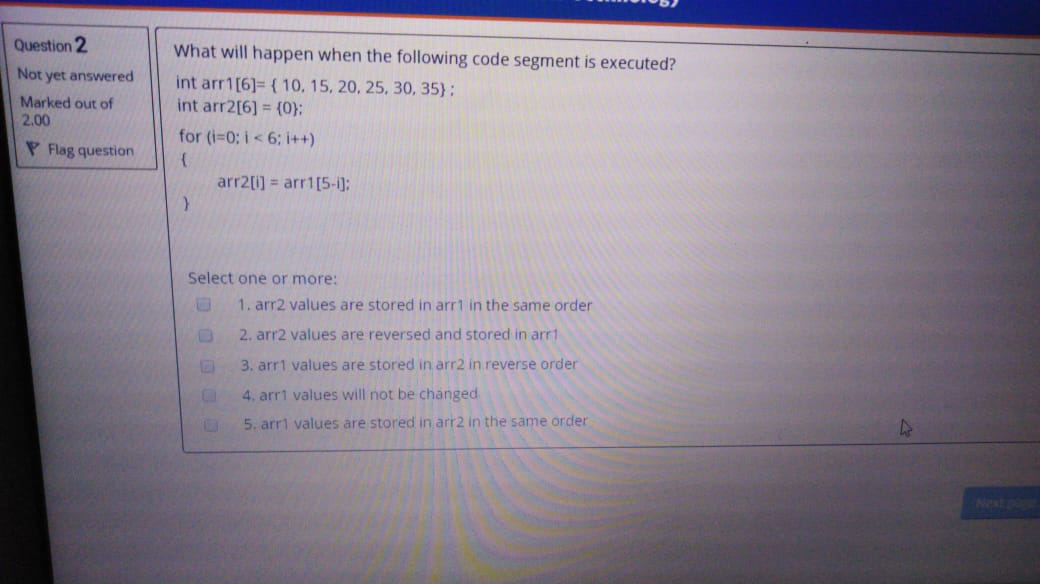 Question 2
Not yet answered
Marked out of
2.00
Flag question
What will happen when the following code segment is executed?
int arr1[6]= { 10, 15, 20, 25, 30, 35} ;
int arr2[6] = {0};
for (i=0; i < 6; i++)
{
arr2[i] = arr1[5-i];
}
Select one or more:
1. arr2 values are stored in arr1 in the same order
2. arr2 values are reversed and stored in arr1
3. arr1 values are stored in arr2 in reverse order
4. arr1 values will not be changed
5. arr1 values are stored in arr2 in the same order
Next page